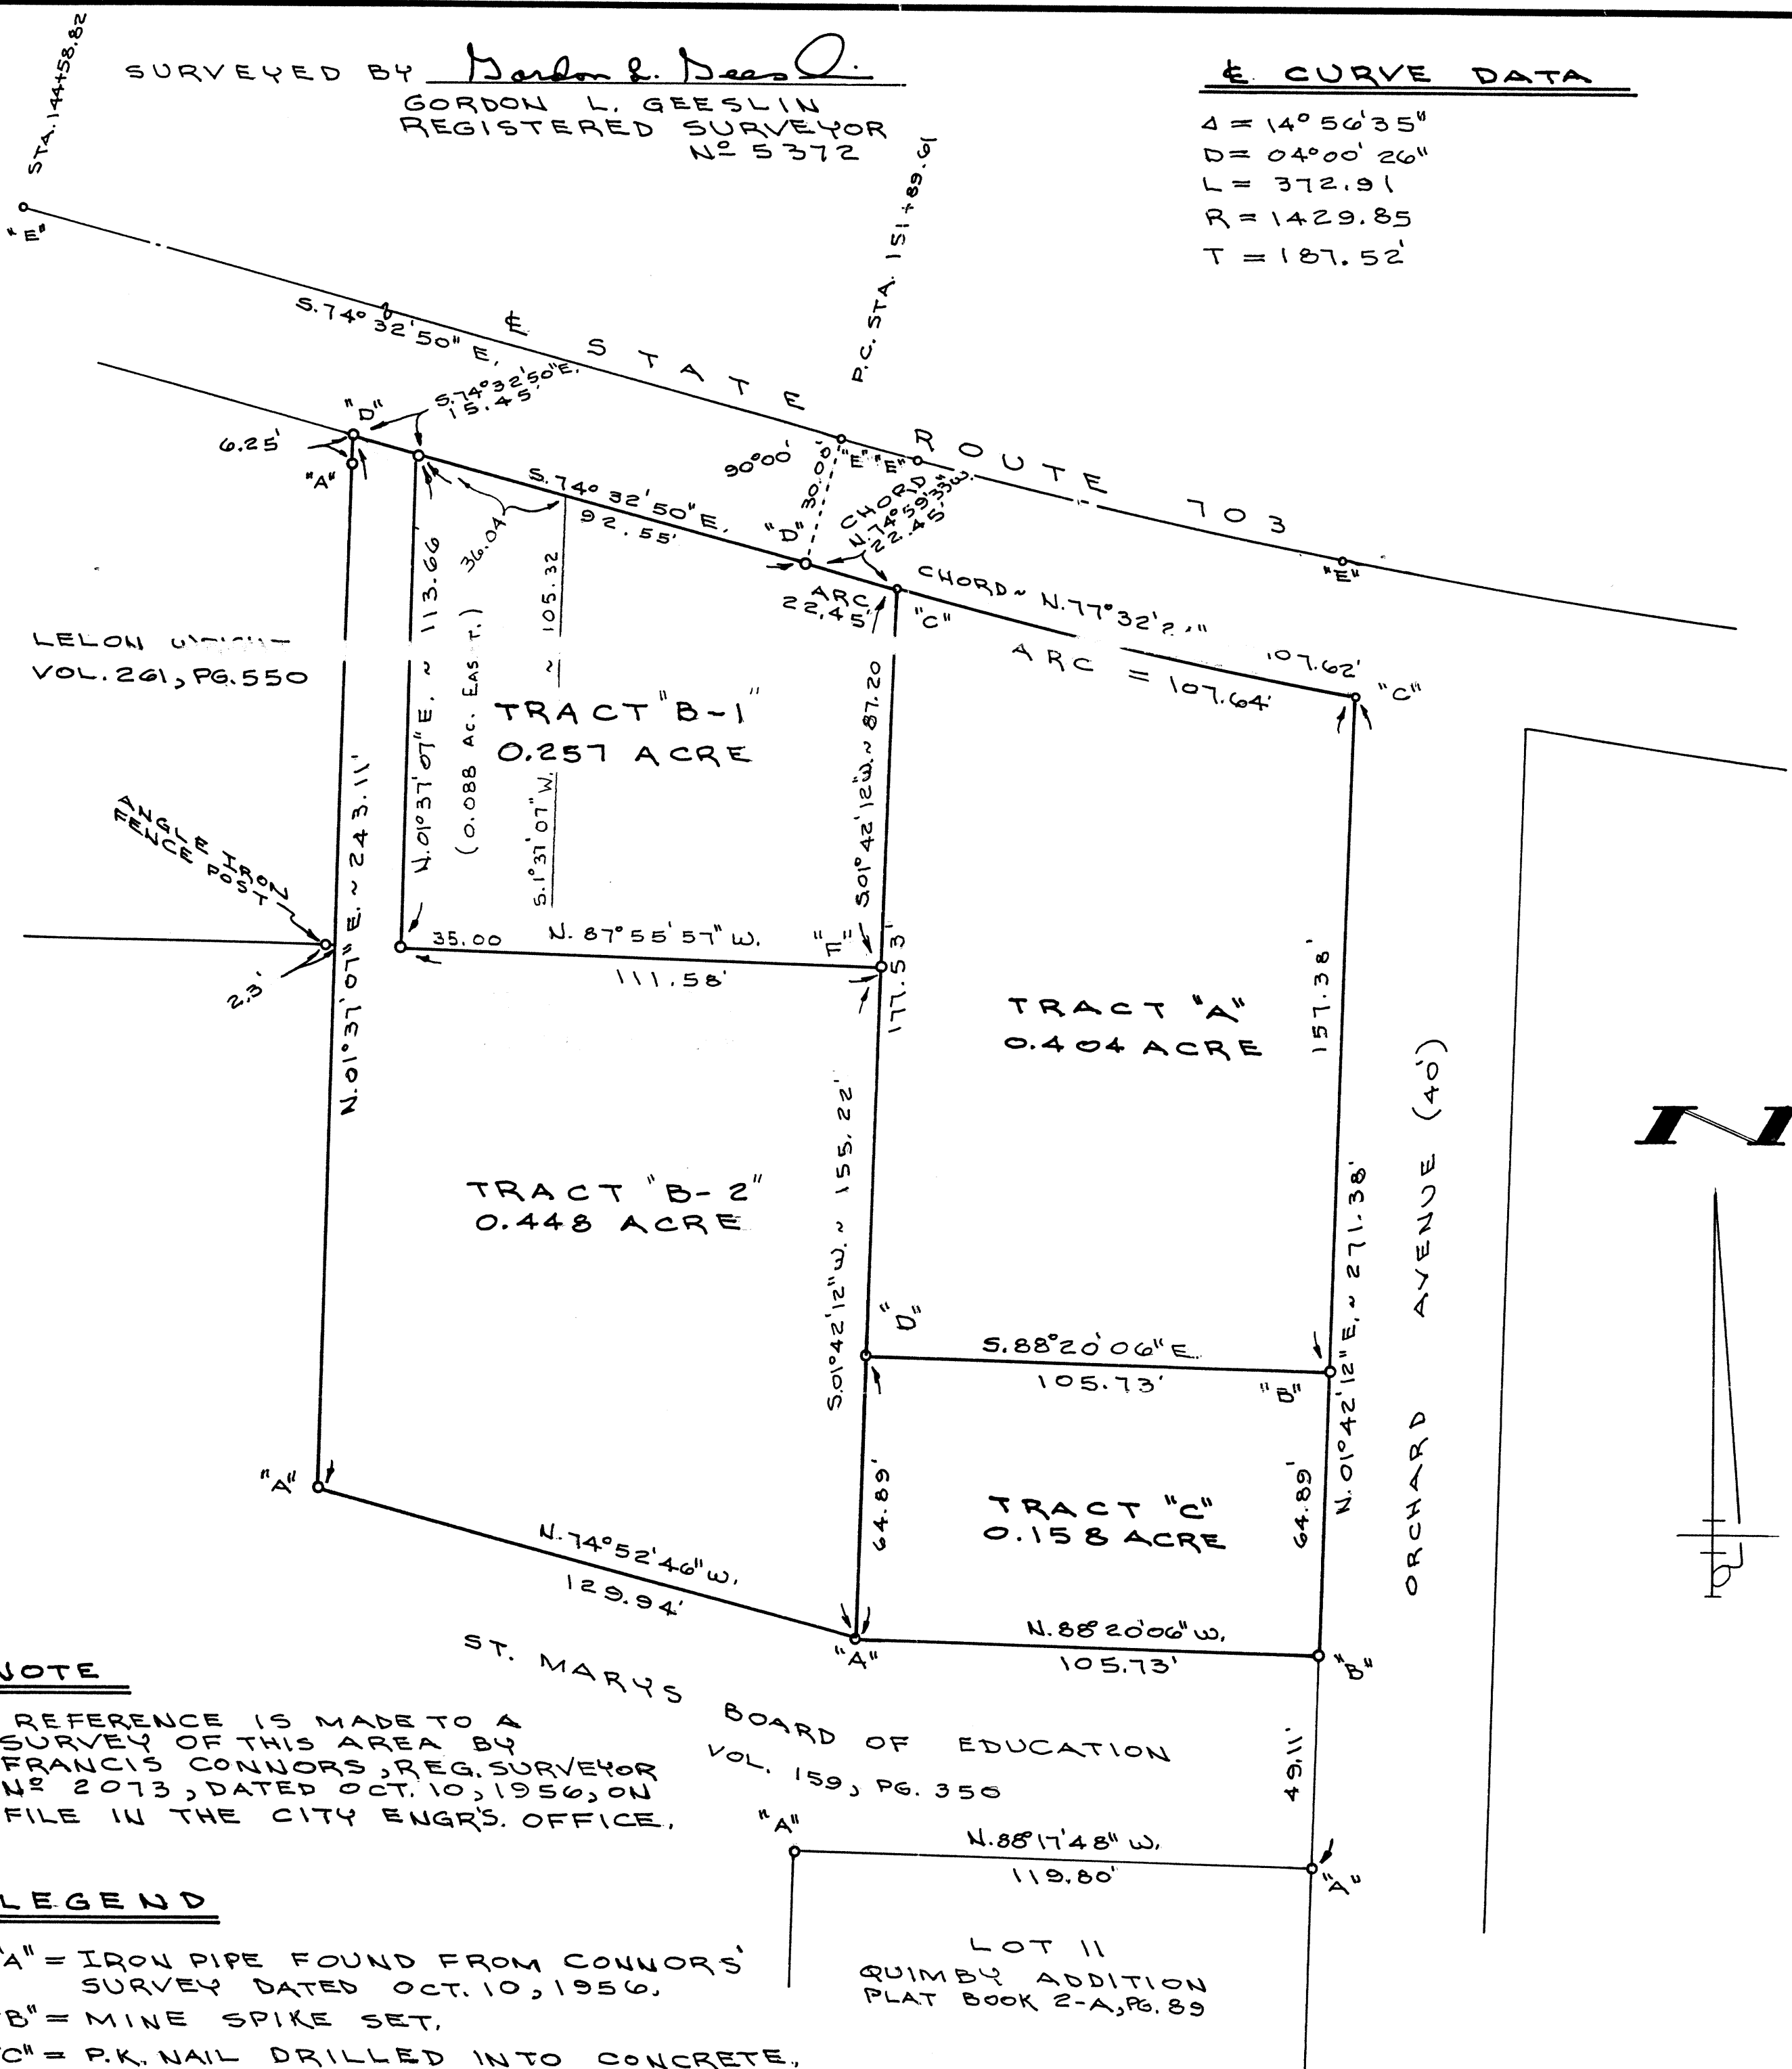 STA. 144+58.82
SURVEYED BY Gordon L. Geeslin
GORDON L. GEESLIN
REGISTERED SURVEYOR
Nº 5372
℄ CURVE DATA
Δ = 14° 56' 35"
D = 04° 00' 26"
L = 372.91
R = 1429.85
T = 187.52'
P.C. STA. 151+89.61
"E"
S.74° 32' 50" E.
℄ STATE ROUTE 703
S.74° 32' 50" E.
15.45'
"D"
6.25'
"A"
90°00'
30.00'
"E"
"E"
CHORD
N.74°59'33"W.
22.45'
S.74° 32' 50" E.
92.55'
"D"
ARC
22.45'
"C"
CHORD ~ N.77°32'2
107.62'
ARC = 107.64'
"E"
"C"
36.04
LELON
VOL. 261, PG. 550
N.01°37'07" E. ~ 113.66'
(0.088 AC. EAST.)
S.1°37'07" W. ~ 105.32
TRACT "B-1"
0.257 ACRE
S.01°42'12" W. ~ 87.20
ANGLE IRON
FENCE POST
2.3'
N.01°37'07" E. ~ 243.11'
35.00
N. 87° 55' 57" W.
111.58'
177.53'
TRACT "A"
0.404 ACRE
157.38'
ORCHARD AVENUE (40')
N
TRACT "B-2"
0.448 ACRE
S.01°42'12" W. ~ 155.22'
"D"
S.88°20'06" E.
105.73'
"B"
N.01°42'12" E. ~ 271.38'
"A"
64.89'
TRACT "C"
0.158 ACRE
64.89'
N.74°52'46" W.
129.94'
"A"
N.88°20'06" W.
105.73'
"B"
ST. MARYS BOARD OF EDUCATION
VOL. 159, PG. 350
49.11'
NOTE
REFERENCE IS MADE TO A
SURVEY OF THIS AREA BY
FRANCIS CONNORS, REG. SURVEYOR
Nº 2073, DATED OCT. 10, 1956, ON
FILE IN THE CITY ENGR'S. OFFICE.
"A"
N.88°17'48" W.
119.80'
"A"
LOT 11
QUIMBY ADDITION
PLAT BOOK 2-A, PG. 89
LEGEND
"A" = IRON PIPE FOUND FROM CONNORS'
SURVEY DATED OCT. 10, 1956.
"B" = MINE SPIKE SET.
"C" = P.K. NAIL DRILLED INTO CONCRETE.